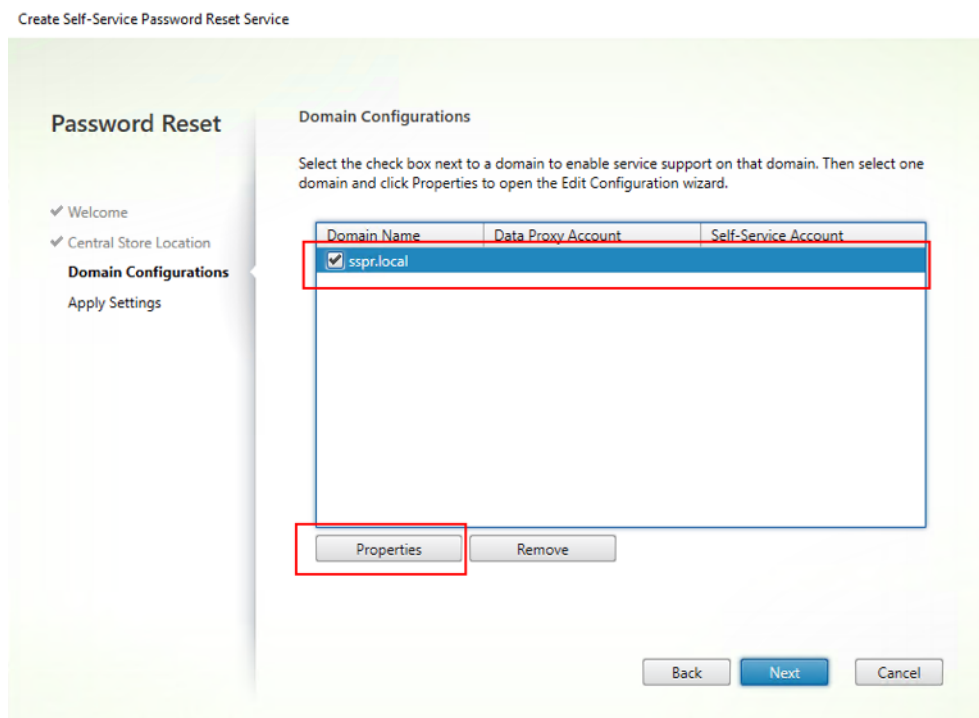 Create Self-Service Password Reset Service
Password Reset
Welcome
Central Store Location
Domain Configurations
Apply Settings
Domain Configurations
Select the check box next to a domain to enable service support on that domain. Then select one
domain and click Properties to open the Edit Configuration wizard.
Domain Name Data Proxy Account Self-Service Account
sspr.local
Properties Remove
Back Next Cancel